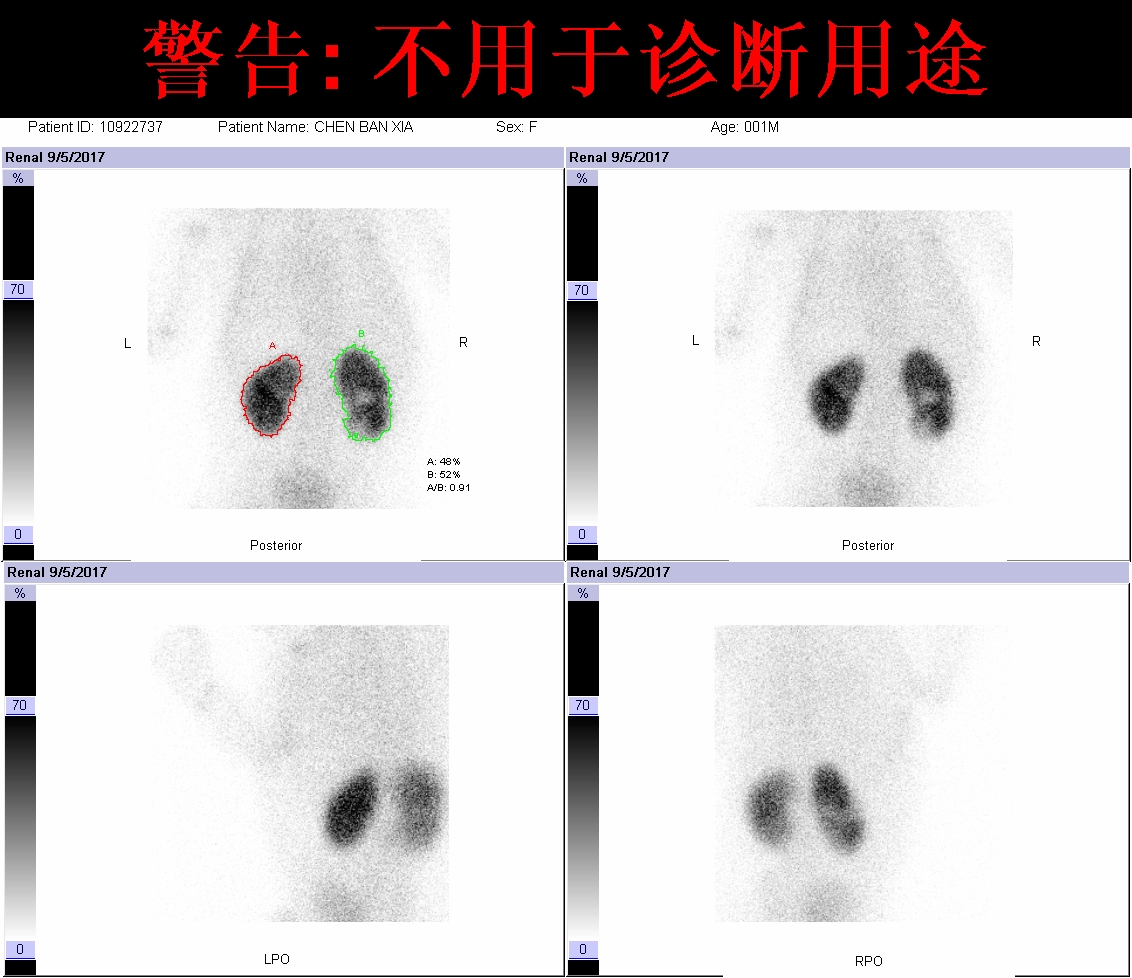 警告: 不用于诊断用途
Patient ID: 10922737 Patient Name: CHEN BAN XIA Sex: F Age: 001M
Renal 9/5/2017 Renal 9/5/2017
% %
70 70
L R L R
A B
A: 48%
B: 52%
A/B: 0.91
0 0
Posterior Posterior
Renal 9/5/2017 Renal 9/5/2017
% %
70 70
0 0
LPO RPO